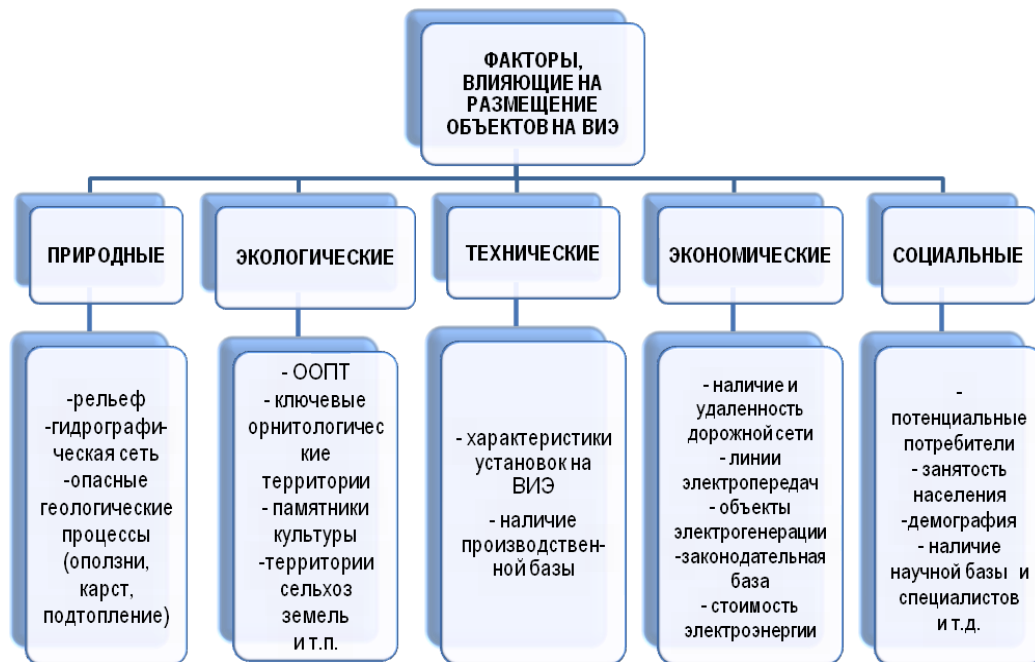 ФАКТОРЫ,
ВЛИЯЮЩИЕ НА
РАЗМЕЩЕНИЕ
ОБЪЕКТОВ НА ВИЭ
ПРИРОДНЫЕ
ЭКОЛОГИЧЕСКИЕ
ТЕХНИЧЕСКИЕ
ЭКОНОМИЧЕСКИЕ
СОЦИАЛЬНЫЕ
-рельеф
-гидрографи-
ческая сеть
-опасные
геологические
процессы
(оползни,
карст,
подтопление)
- ООПТ
- ключевые
орнитологичес
кие
территории
- памятники
культуры
-территории
сельхоз
земель
и т.п.
- характеристики
установок на
ВИЭ
- наличие
производствен-
ной базы
- наличие и
удаленность
дорожной сети
- линии
электропередач
- объекты
электрогенерации
-законодательная
база
- стоимость
электроэнергии
-
потенциальные
потребители
- занятость
населения
-демография
- наличие
научной базы и
специалистов
и т.д.